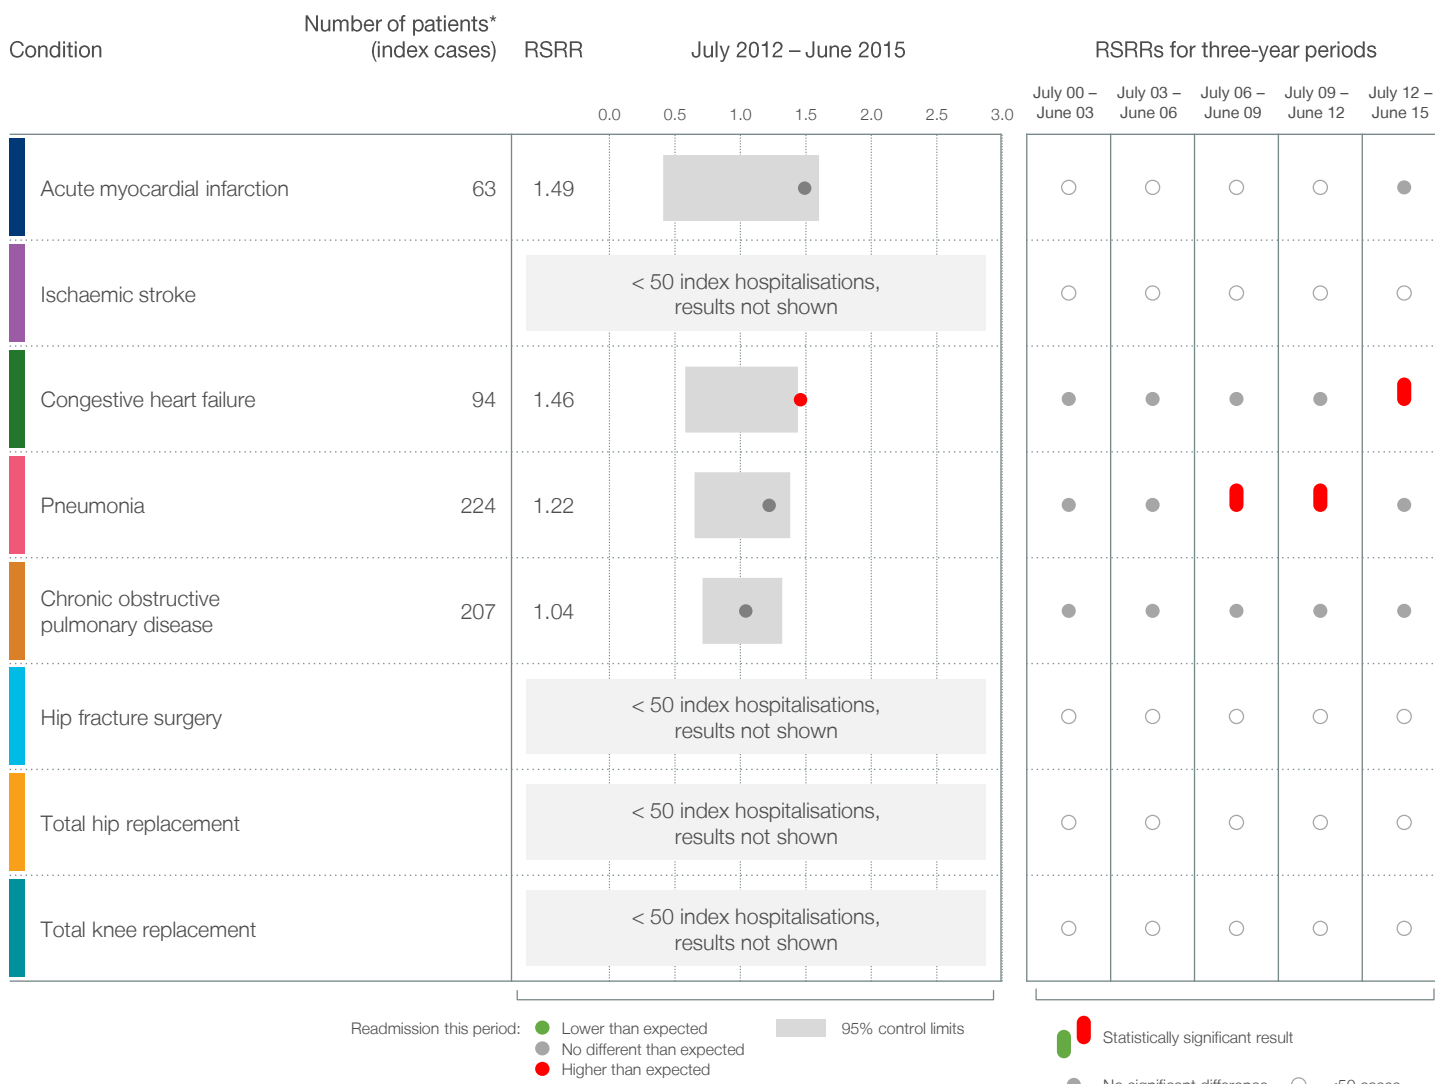 Number of patients*
Condition (index cases) RSRR July 2012 – June 2015 RSRRs for three-year periods
July 00 – July 03 – July 06 – July 09 – July 12 –
0.0 0.5 1.0 1.5 2.0 2.5 3.0 June 03 June 06 June 09 June 12 June 15
Acute myocardial infarction 63 1.49
< 50 index hospitalisations,
Ischaemic stroke
results not shown
Congestive heart failure 94 1.46
Pneumonia 224 1.22
Chronic obstructive
pulmonary disease 207 1.04
< 50 index hospitalisations,
Hip fracture surgery
results not shown
< 50 index hospitalisations,
Total hip replacement
results not shown
< 50 index hospitalisations,
Total knee replacement
results not shown
Readmission this period: Lower than expected 95% control limits
Statistically significant result
No different than expected
Higher than expected
No significant difference <50 cases